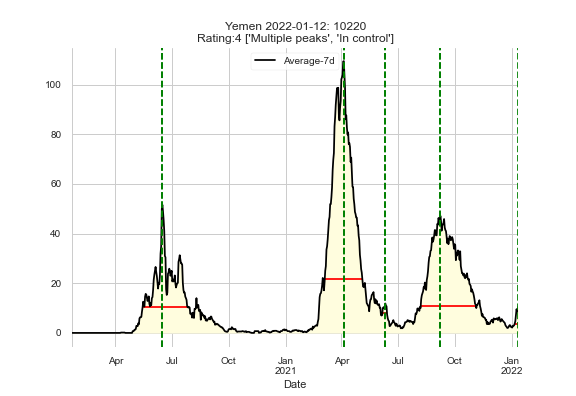 Yemen 2022-01-12: 10220
Rating:4 ['Multiple peaks', 'In control']
Average-7d
100
80
60
40
20
0
Apr
Jul
Oct
Jan
2021
Apr
Jul
Oct
Jan
2022
Date